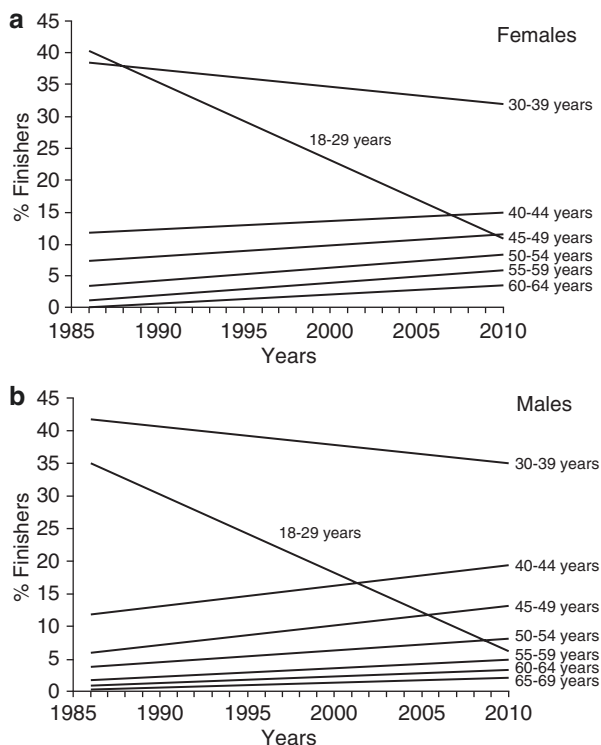 a
Females
45
40
35
30
25
20
15
10
5
0
% Finishers
30-39 years
18-29 years
40-44 years
45-49 years
50-54 years
55-59 years
60-64 years
1985 1990 1995 2000 2005 2010
Years
b
Males
45
40
35
30
25
20
15
10
5
0
% Finishers
30-39 years
18-29 years
40-44 years
45-49 years
50-54 years
55-59 years
60-64 years
65-69 years
1985 1990 1995 2000 2005 2010
Years